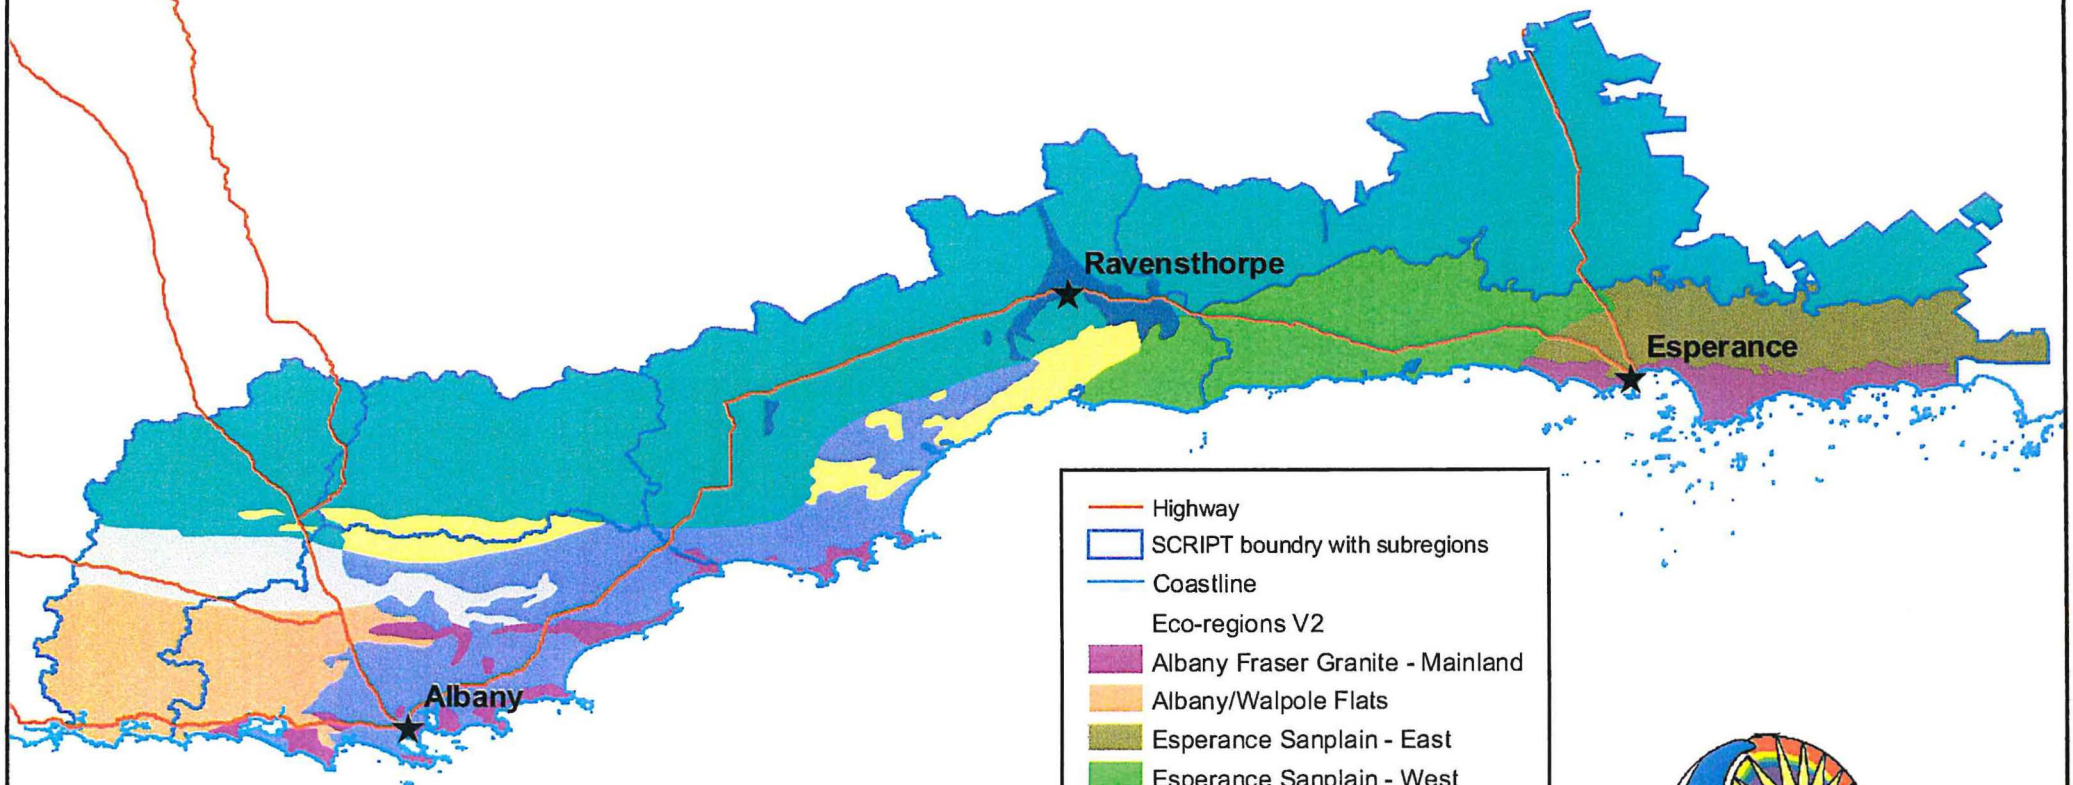 Ravensthorpe
Esperance
Albany
Highway
SCRIPT boundry with subregions
Coastline
Eco-regions V2
Albany Fraser Granite - Mainland
Albany/Walpole Flats
Esperance Sanplain - East
Esperance Sanplain - West